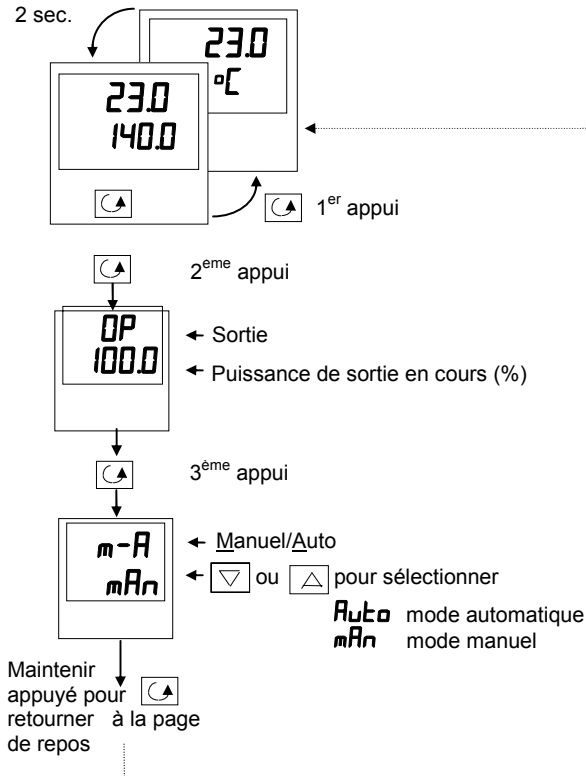 2 sec.
23.0
°C
23.0
140.0
1er appui
2eme appui
OP
← Sortie
100.0
← Puissance de sortie en cours (%)
3ème appui
m-A
← Manuel/Auto
mAn
← ou pour sélectionner
Auto mode automatique
mAn mode manuel
Maintenir
appuyé pour
retourner à la page
de repos